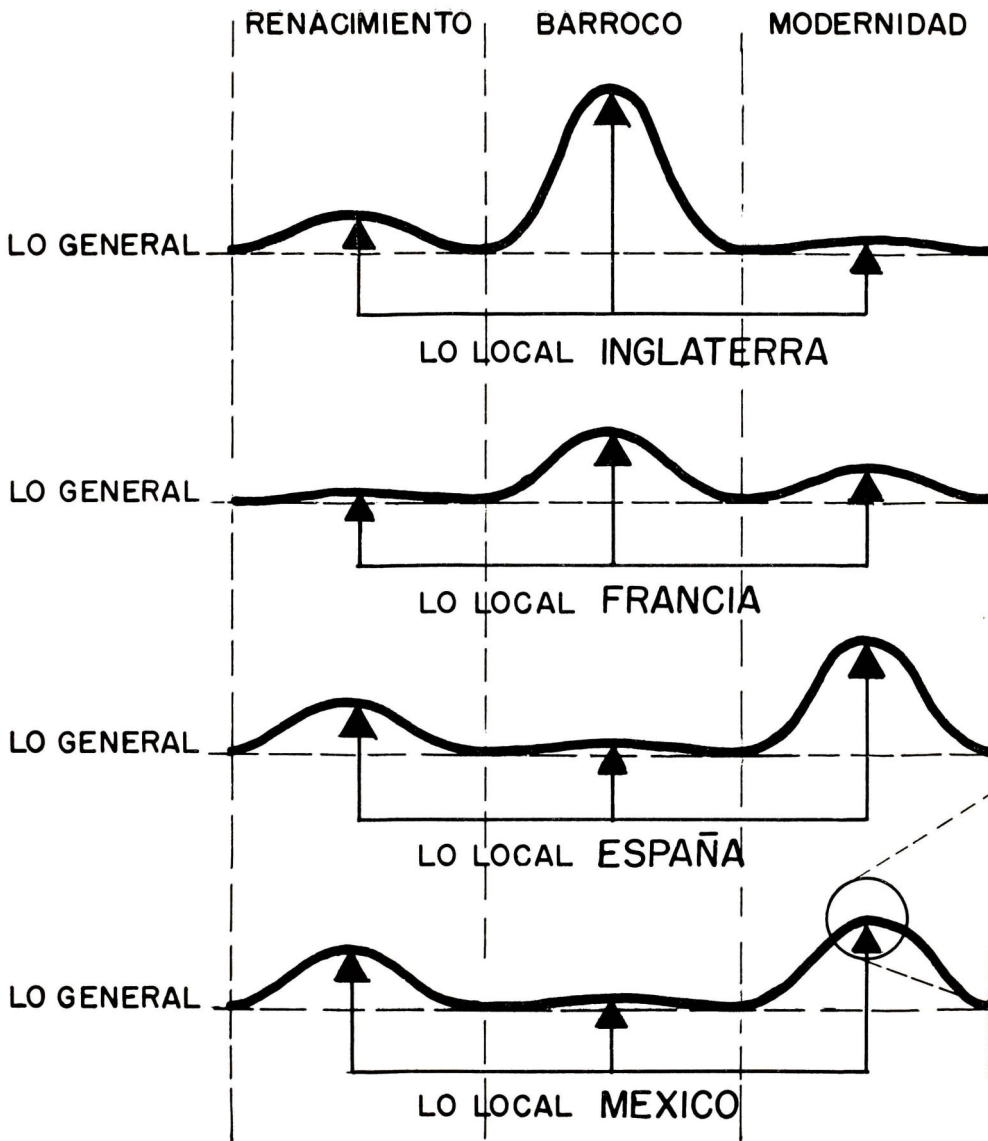 RENACIMIENTO BARROCO MODERNIDAD
LO GENERAL
LO LOCAL INGLATERRA
LO GENERAL
LO LOCAL FRANCIA
LO GENERAL
LO LOCAL ESPAÑA
LO GENERAL
LO LOCAL MEXICO